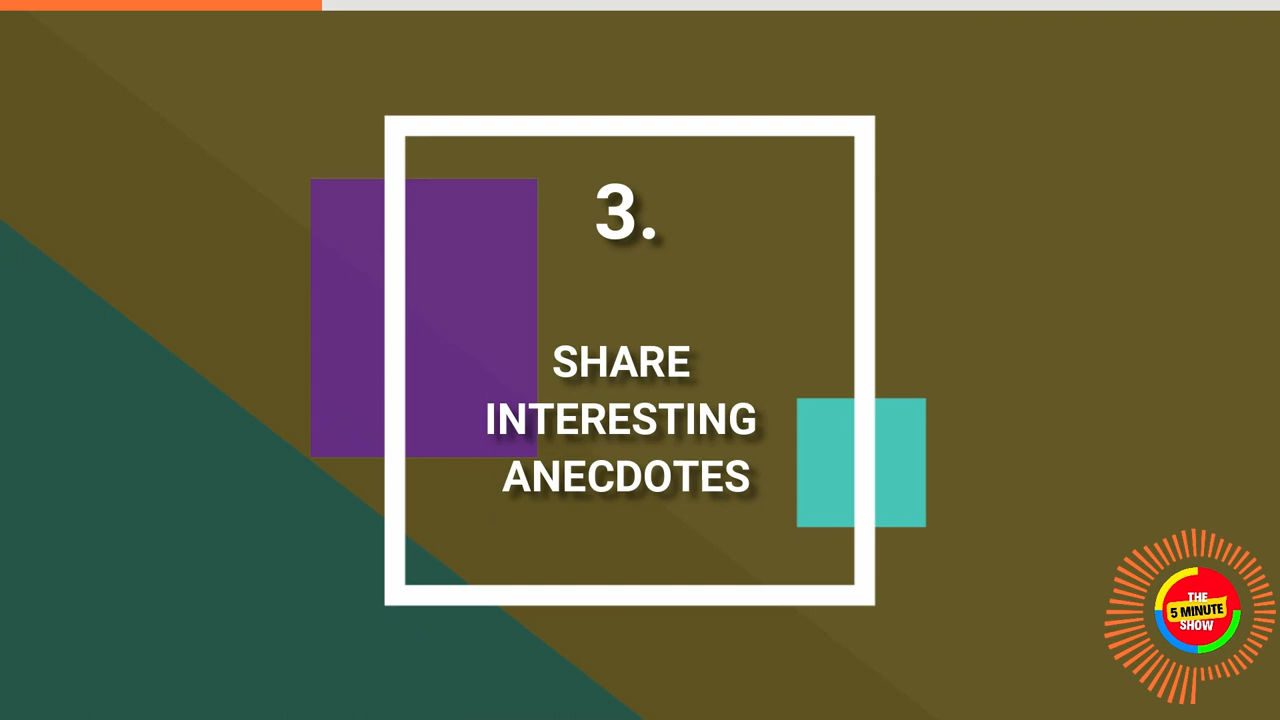 3.
SHARE
INTERESTING
ANECDOTES
THE
5 MINUTE
SHOW